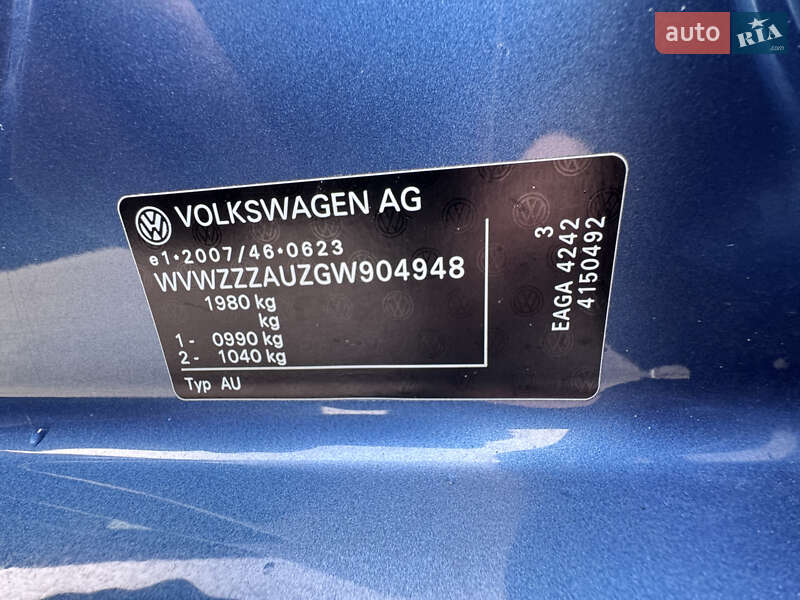 auto RIA
.com
VOLKSWAGEN AG
e1*2007/46*0623
WVWZZZAUZGW904948
1980 kg
kg
1- 0990 kg
2- 1040 kg
Typ AU
3
EAGA 4242
4150492